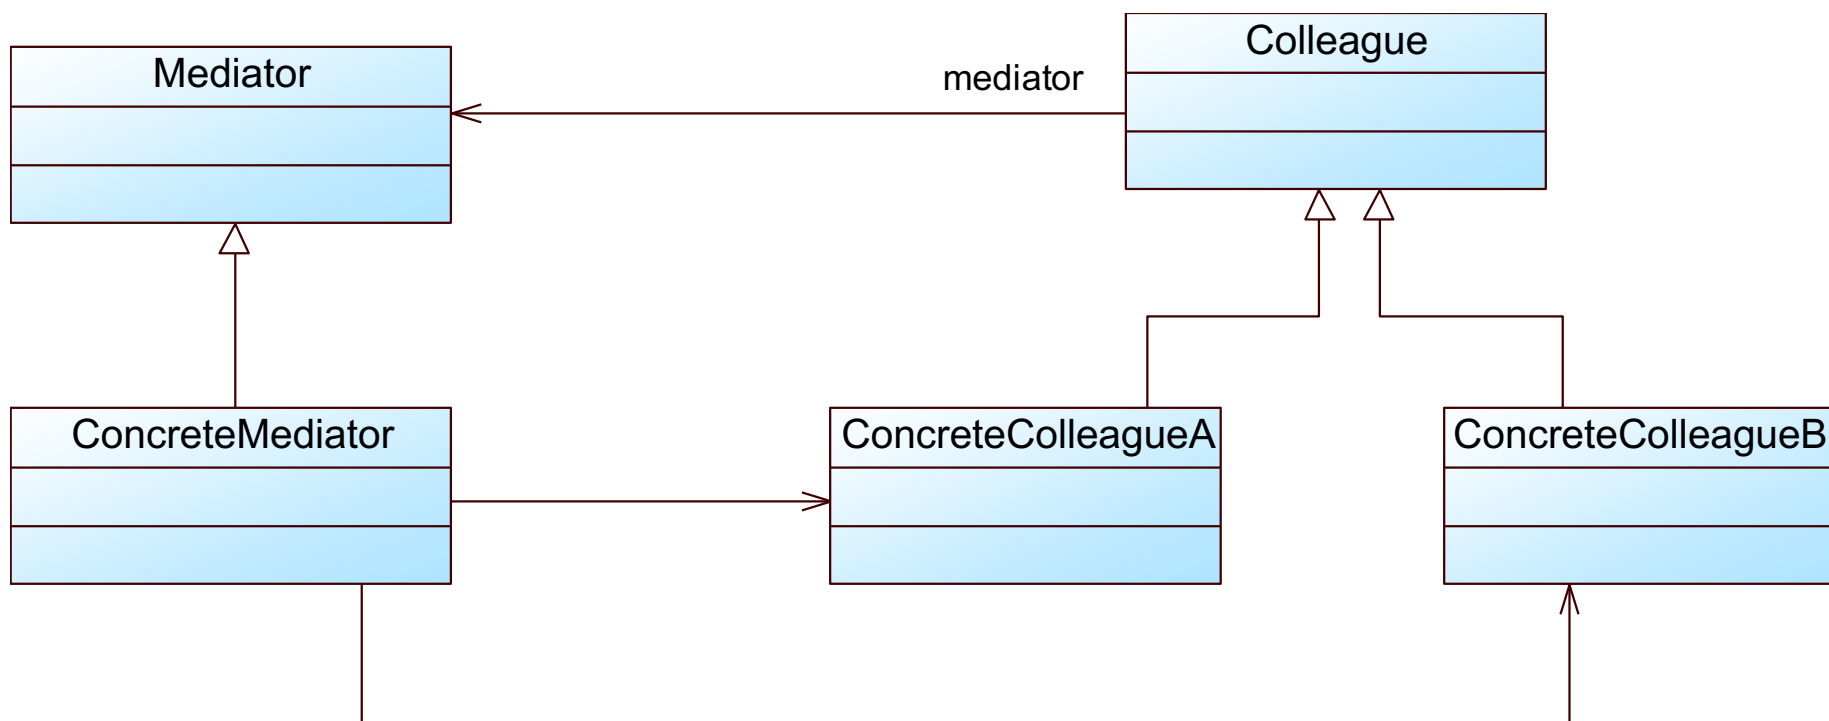 Colleague
Mediator
mediator
ConcreteMediator
ConcreteColleagueA
ConcreteColleagueB